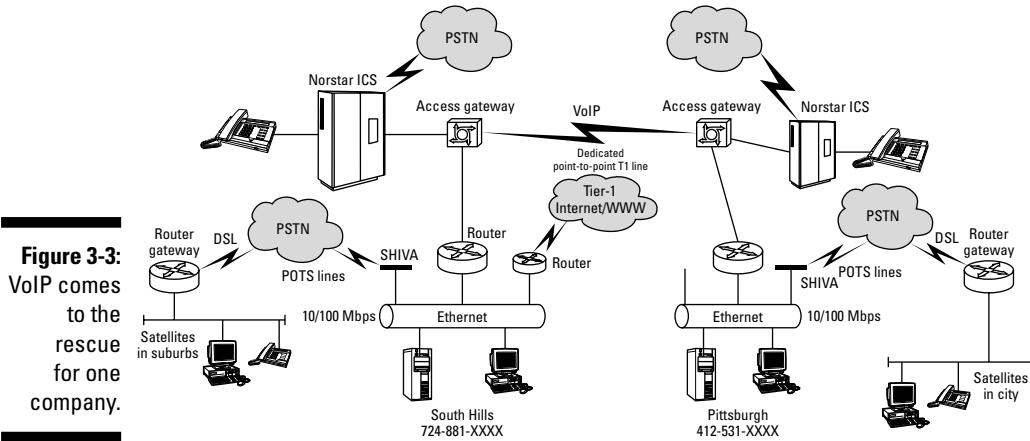 PSTN
PSTN
Norstar ICS
Access gateway
VoIP
Access gateway
Norstar ICS
Dedicated
point-to-point T1 line
Tier-1
Internet/WWW
Router
gateway
DSL
PSTN
POTS lines
SHIVA
Router
Router
PSTN
DSL
Router
gateway
POTS lines
SHIVA
10/100 Mbps
Ethernet
Ethernet
10/100 Mbps
Satellites
in suburbs
Satellites
in city
South Hills
724-881-XXXX
Pittsburgh
412-531-XXXX
Figure 3-3:
VoIP comes
to the
rescue
for one
company.